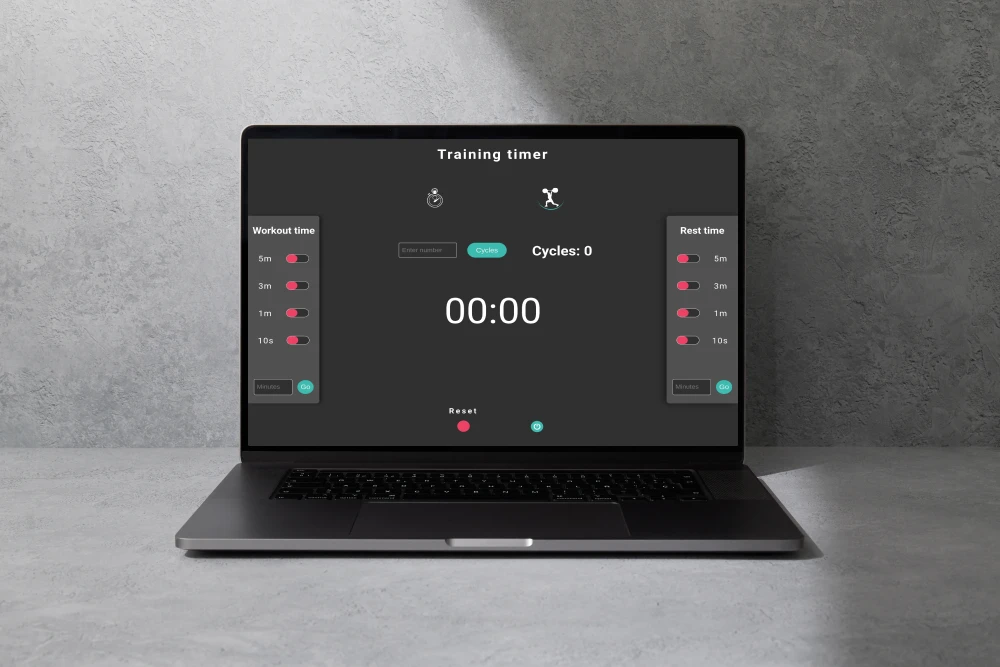 Training timer
Enter number
Cycles
Cycles: 0
00:00
Workout time
5m
3m
1m
10s
Minutes
Go
Rest time
5m
3m
1m
10s
Minutes
Go
Reset